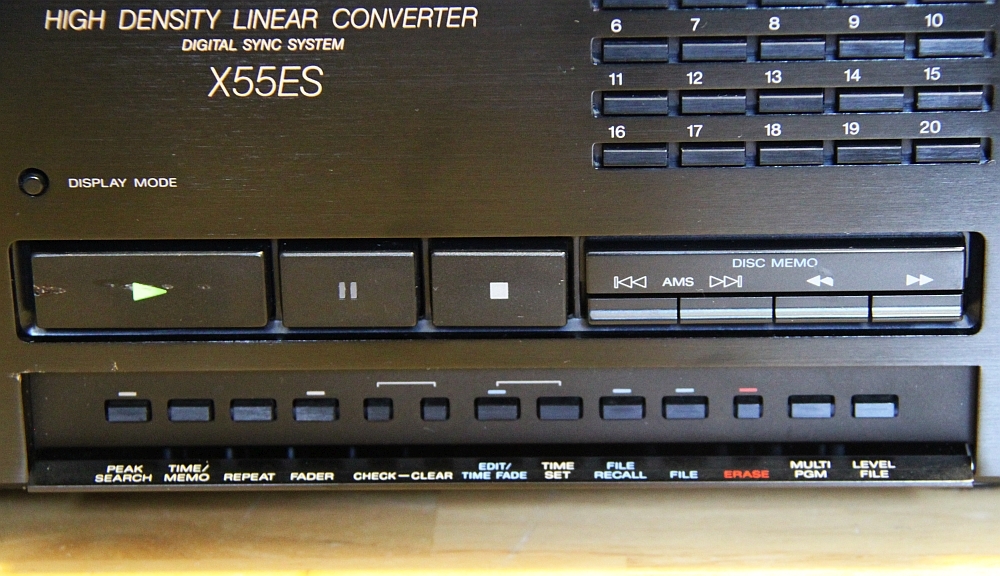 HIGH DENSITY LINEAR CONVERTER
DIGITAL SYNC SYSTEM
X55ES
6 7 8 9 10
11 12 13 14 15
16 17 18 19 20
DISPLAY MODE
DISC MEMO
AMS
PEAK SEARCH
TIME/ MEMO
REPEAT
FADER
CHECK—CLEAR
EDIT/ TIME FADE
TIME SET
FILE RECALL
FILE
ERASE
MULTI PGM
LEVEL FILE